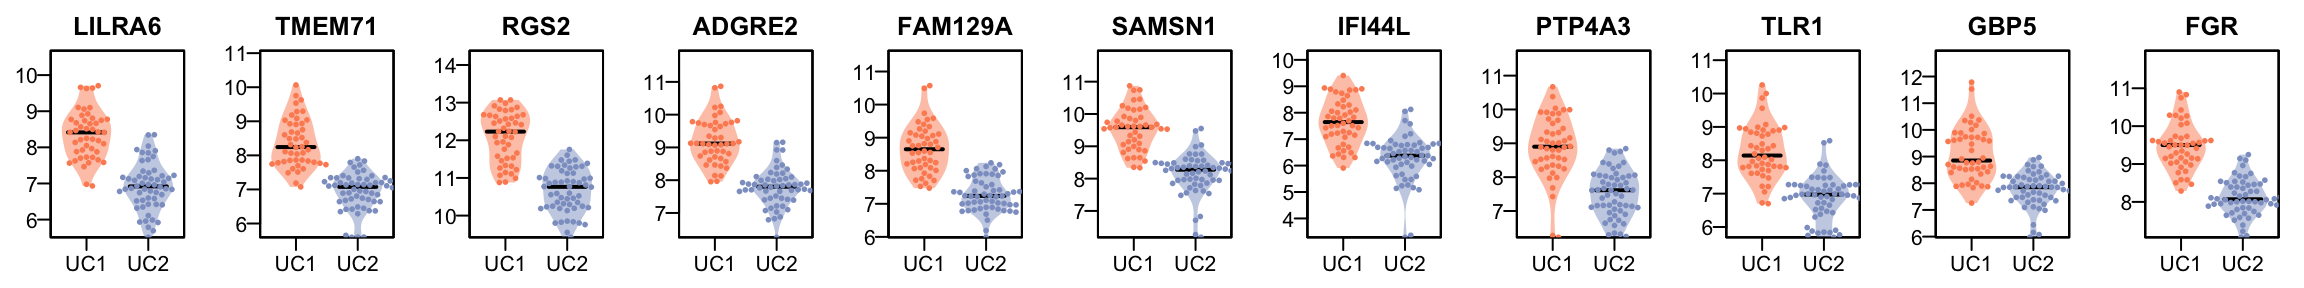 LILRA6 TMEM71 RGS2 ADGRE2 FAM129A SAMSN1 IFI44L PTP4A3 TLR1 GBP5 FGR
10 9 8 7 6
11 10 9 8 7 6
14 13 12 11 10
11 10 9 8 7
11 10 9 8 7 6
11 10 9 8 7
10 9 8 7 6 5 4
11 10 9 8 7
11 10 9 8 7 6
12 11 10 9 8 7 6
11 10 9 8
UC1 UC2 UC1 UC2 UC1 UC2 UC1 UC2 UC1 UC2 UC1 UC2 UC1 UC2 UC1 UC2 UC1 UC2 UC1 UC2 UC1 UC2